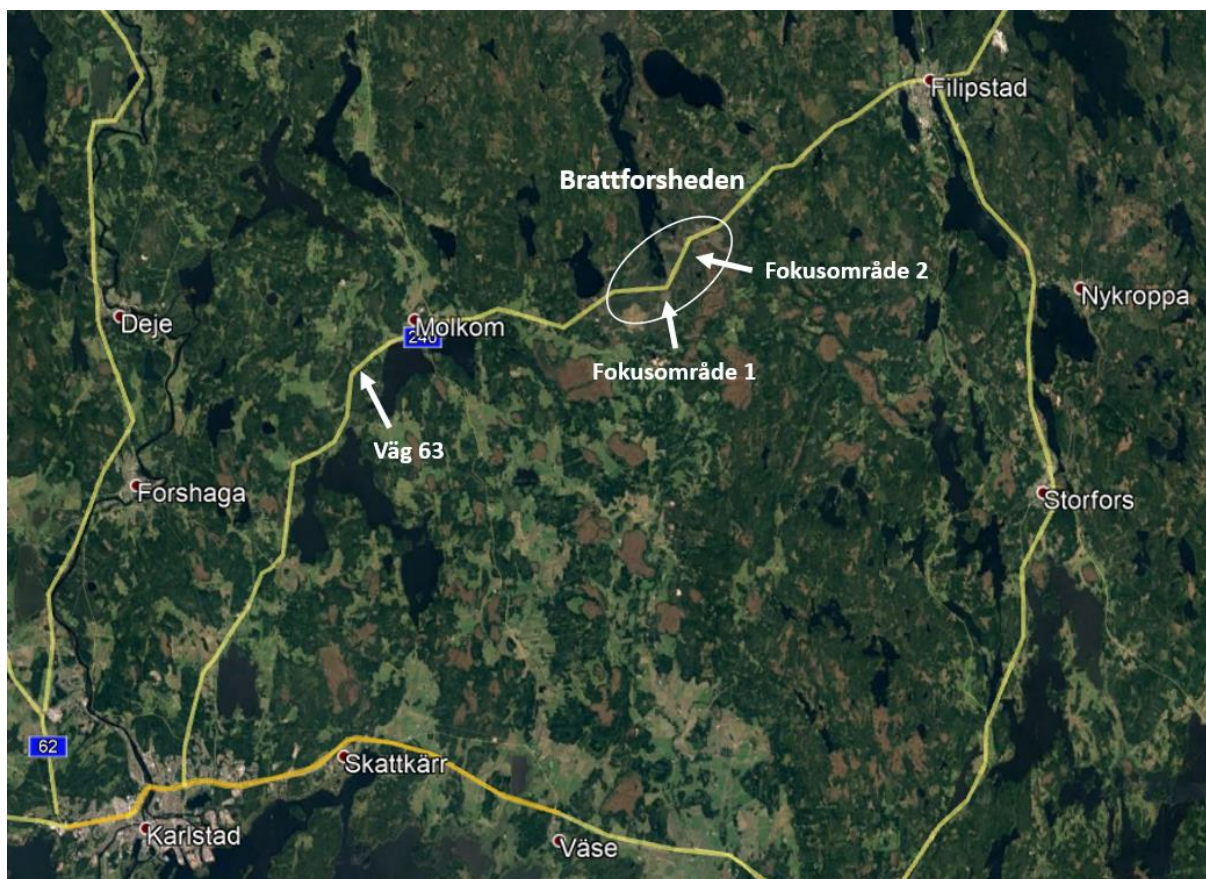 Filipstad
Brattforsheden
Fokusområde 2
Nykroppa
Deje
Molkom
240
Fokusområde 1
Väg 63
Forshaga
Storfors
62
Skattkärr
Karlstad
Väse